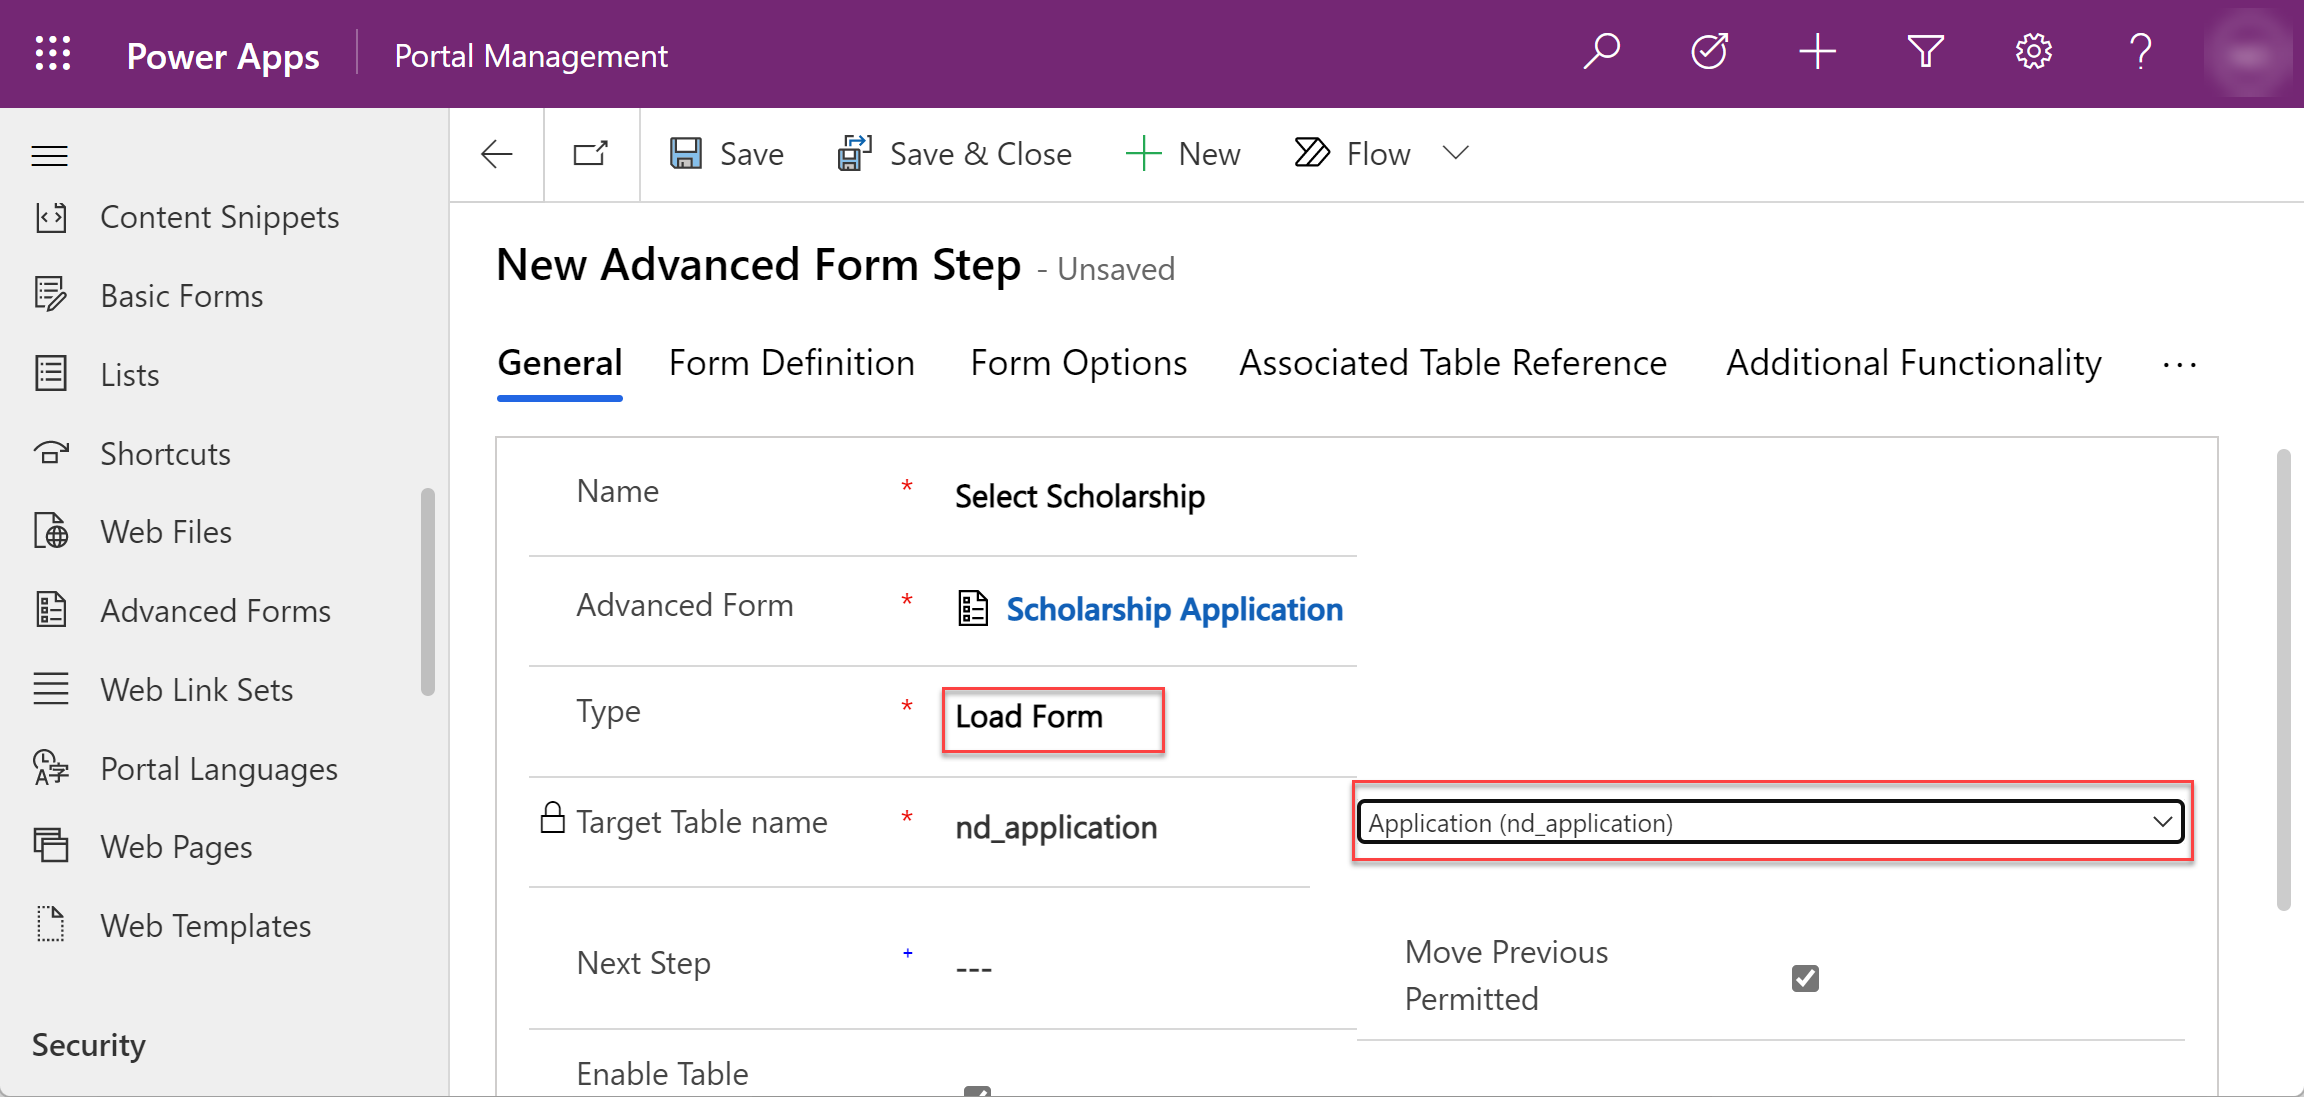 Power Apps | Portal Management
Save
Save & Close
New
Flow
Content Snippets
Basic Forms
Lists
Shortcuts
Web Files
Advanced Forms
Web Link Sets
Portal Languages
Web Pages
Web Templates
Security
New Advanced Form Step - Unsaved
General
Form Definition
Form Options
Associated Table Reference
Additional Functionality
...
Name * Select Scholarship
Advanced Form * Scholarship Application
Type * Load Form
Target Table name * nd_application
Application (nd_application)
Next Step + ---
Move Previous
Permitted
Enable Table